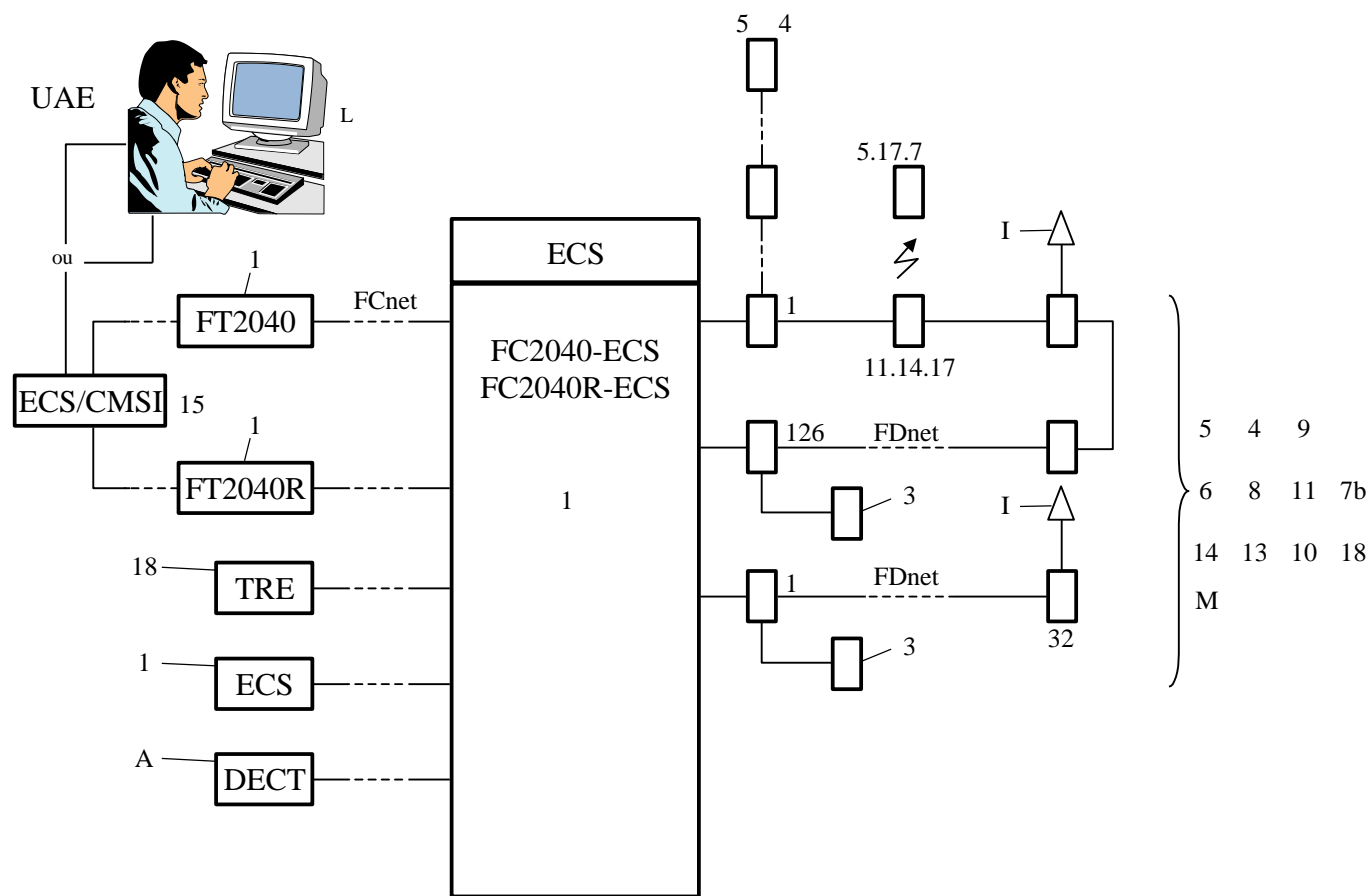 5 4
UAE
L
5.17.7
I
ou
1
ECS
FT2040
FCnet
1
FC2040-ECS
FC2040R-ECS
11.14.17
ECS/CMSI
15
1
126
FDnet
5 4 9
FT2040R
1
3
I
6 8 11 7b
18
TRE
1
FDnet
14 13 10 18
M
32
1
ECS
3
A
DECT